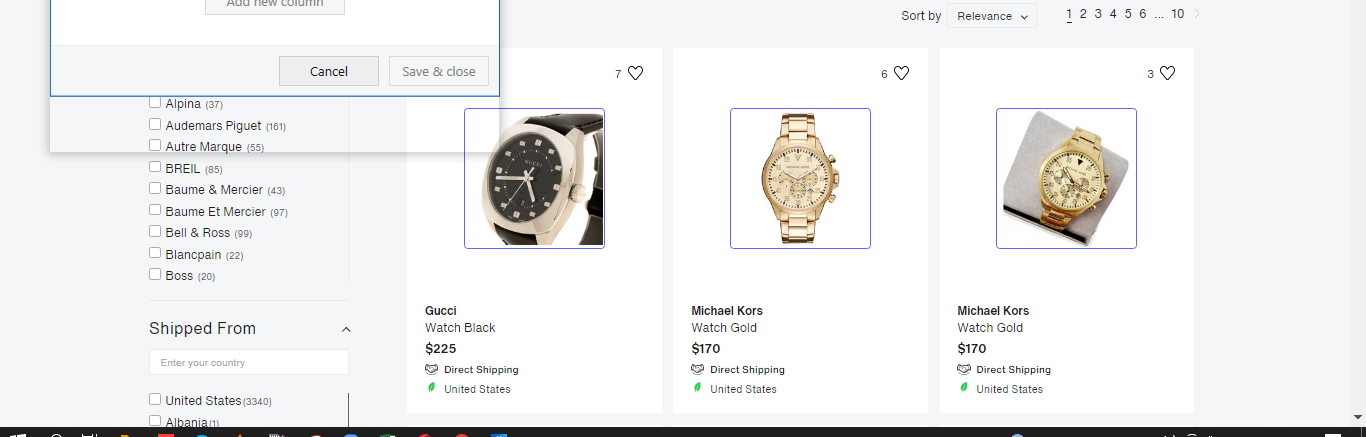 Add new column
Cancel
Save & close
Sort by
Relevance
1 2 3 4 5 6 ... 10
Alpina (37)
Audemars Piguet (161)
Autre Marque (55)
BREIL (85)
Baume & Mercier (43)
Baume Et Mercier (97)
Bell & Ross (99)
Blancpain (22)
Boss (20)
Shipped From
Enter your country
United States(3340)
Albania(1)
7
GUCCI
Gucci
Watch Black
$225
Direct Shipping
United States
6
Michael Kors
Watch Gold
$170
Direct Shipping
United States
3
Michael Kors
Watch Gold
$170
Direct Shipping
United States